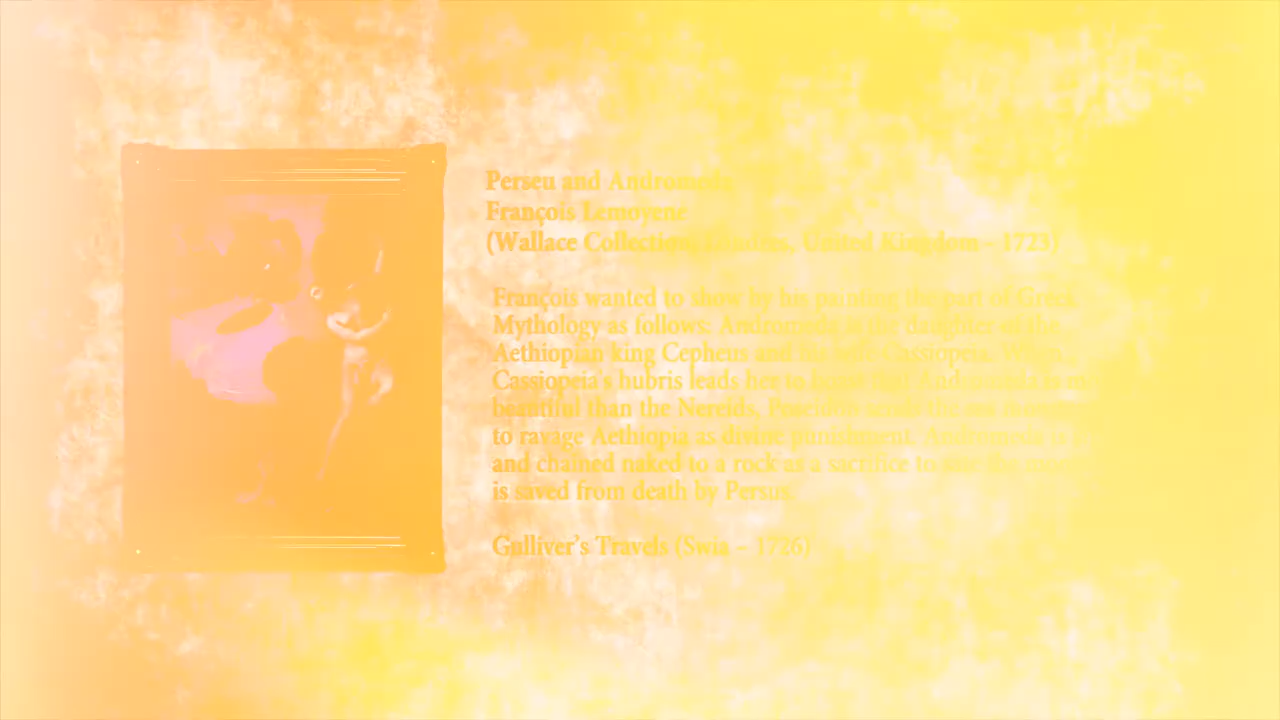 Perseu and Andromeda
François Lemoyene
(Wallace Collection, Londres, United Kingdom - 1723)
François wanted to show by his painting the part of Greek
Mythology as follows: Andromeda is the daughter of the
Aethiopian king Cepheus and his wife Cassiopeia. When
Cassiopeia's hubris leads her to boast that Andromeda is
beautiful than the Nereids, Poseidon sends the sea monster
to ravage Aethiopia as divine punishment. Andromeda is
and chained naked to a rock as a sacrifice to sate the
is saved from death by Persus.
Gulliver's Travels (Swia – 1726)